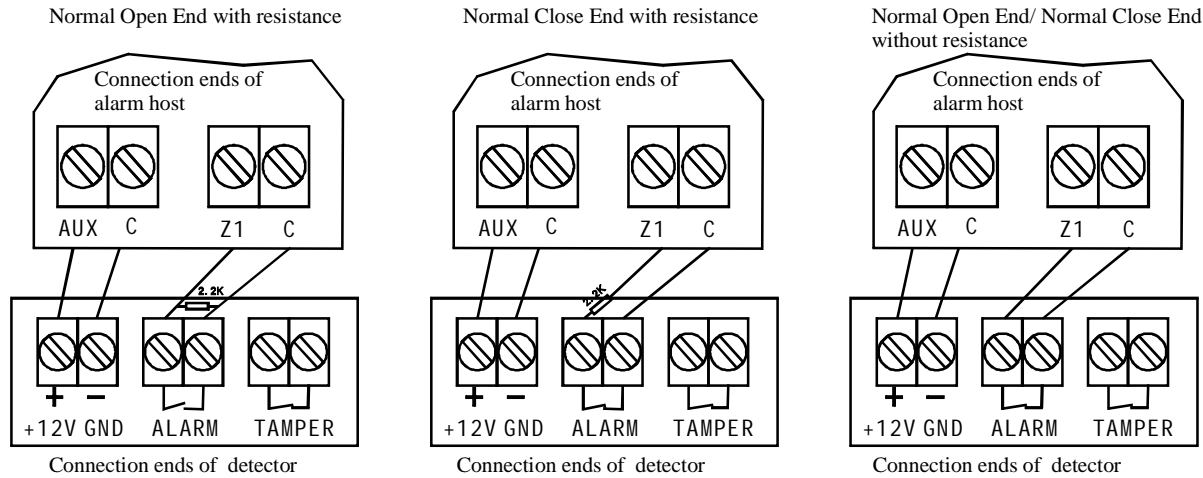 Normal Open End with resistance
Connection ends of
alarm host
AUX C Z1 C
2.2K
+ −
+12V GND ALARM TAMPER
Connection ends of detector
Normal Close End with resistance
Connection ends of
alarm host
AUX C Z1 C
2.2K
+ −
+12V GND ALARM TAMPER
Connection ends of detector
Normal Open End/ Normal Close End
without resistance
Connection ends of
alarm host
AUX C Z1 C
+ −
+12V GND ALARM TAMPER
Connection ends of detector